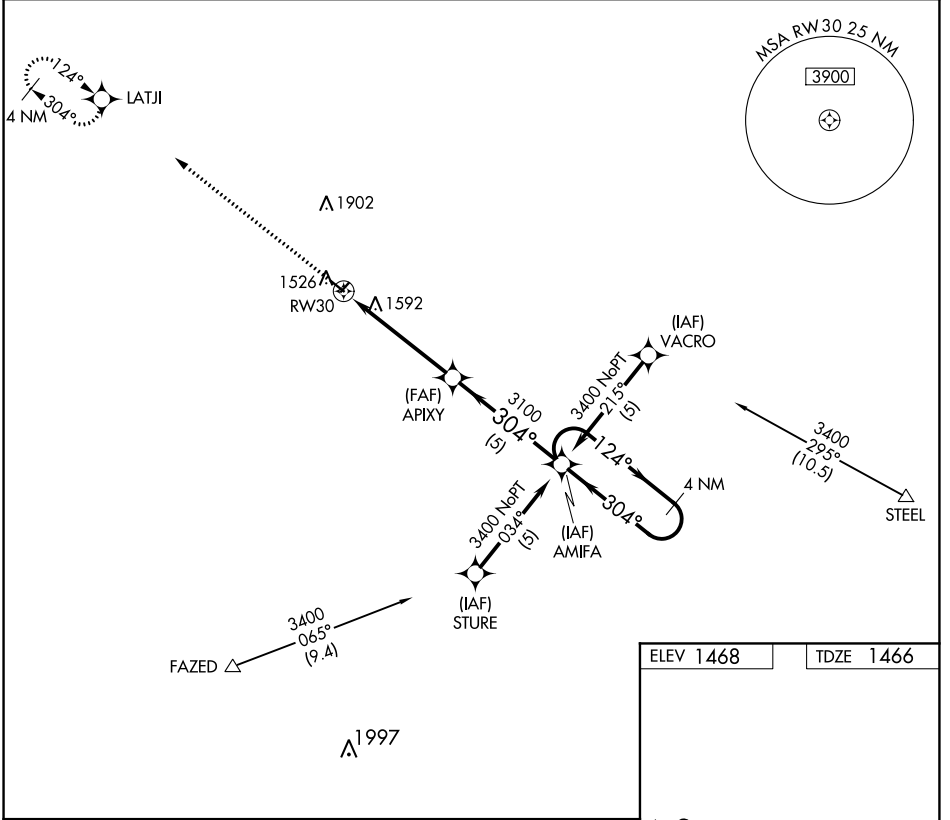 MSA RW30 25 NM
3900
124°
304°
4 NM
LATJI
1902
1526
RW30
1592
(IAF)
VACRO
3400 NoPT
215°
(5)
(FAF)
APIXY
3100
304°
(5)
124°
304°
4 NM
3400
295°
(10.5)
STEEL
3400 NoPT
034°
(5)
(IAF)
AMIFA
(IAF)
STURE
3400
065°
(9.4)
FAZED
1997
ELEV 1468
TDZE 1466